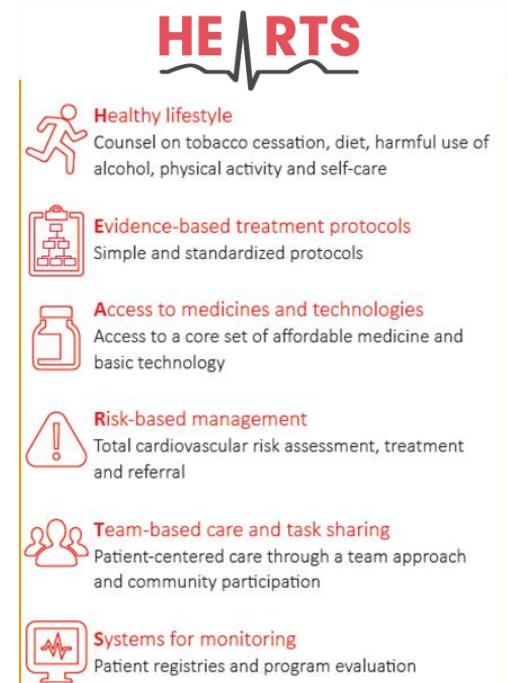 HEARTS
Healthy lifestyle
Counsel on tobacco cessation, diet, harmful use of
alcohol, physical activity and self-care
Evidence-based treatment protocols
Simple and standardized protocols
Access to medicines and technologies
Access to a core set of affordable medicine and
basic technology
Risk-based management
Total cardiovascular risk assessment, treatment
and referral
Team-based care and task sharing
Patient-centered care through a team approach
and community participation
Systems for monitoring
Patient registries and program evaluation